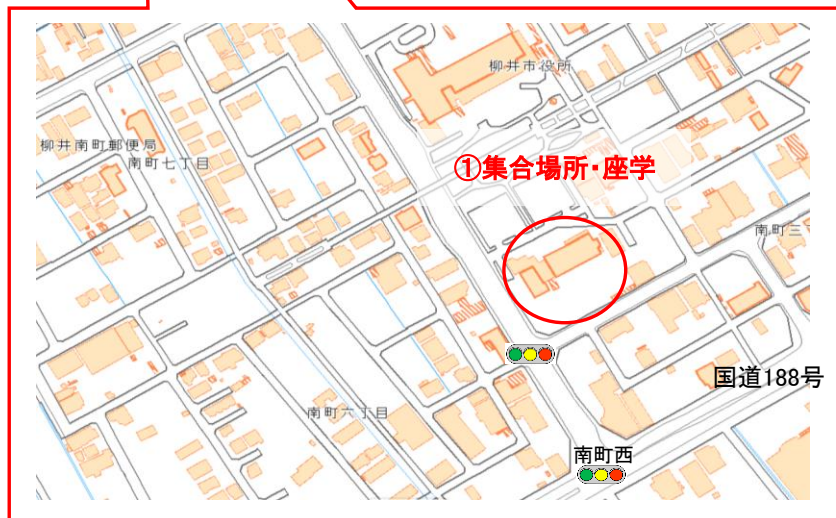 柳井市役所
柳井南町郵便局
南町七丁目
①集合場所・座学
南町三
国道188号
南町六丁目
南町西